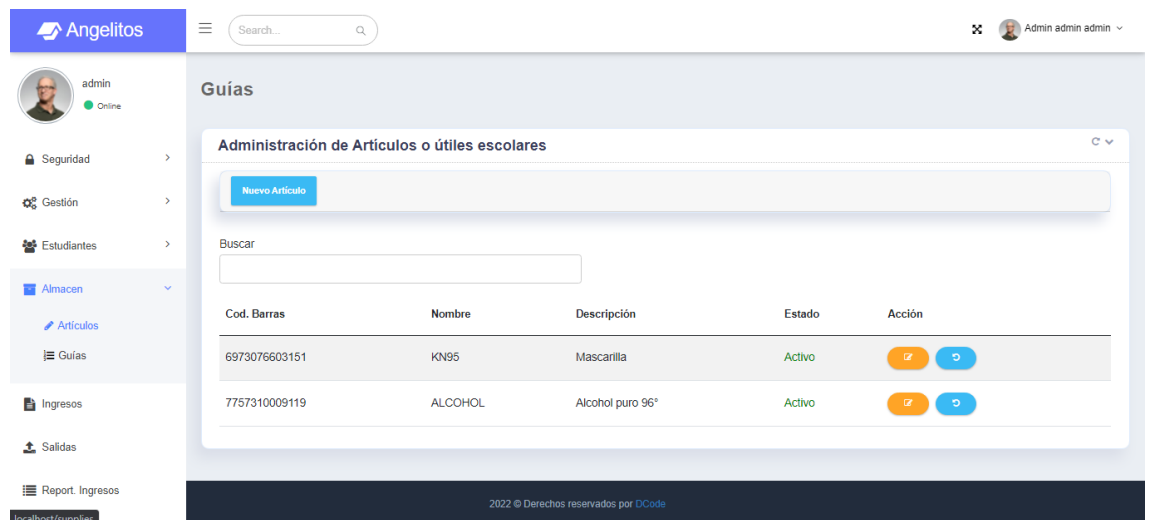 Angelitos
Search...
Admin admin admin
admin
Online
Seguridad
Gestión
Estudiantes
Almacen
Artículos
Guías
Ingresos
Salidas
Report. Ingresos
localhost/supplier
Guías
Administración de Artículos o útiles escolares
Nuevo Artículo
Buscar
Cod. Barras Nombre Descripción Estado Acción
6973076603151 KN95 Mascarilla Activo
7757310009119 ALCOHOL Alcohol puro 96° Activo
2022 © Derechos reservados por DCode